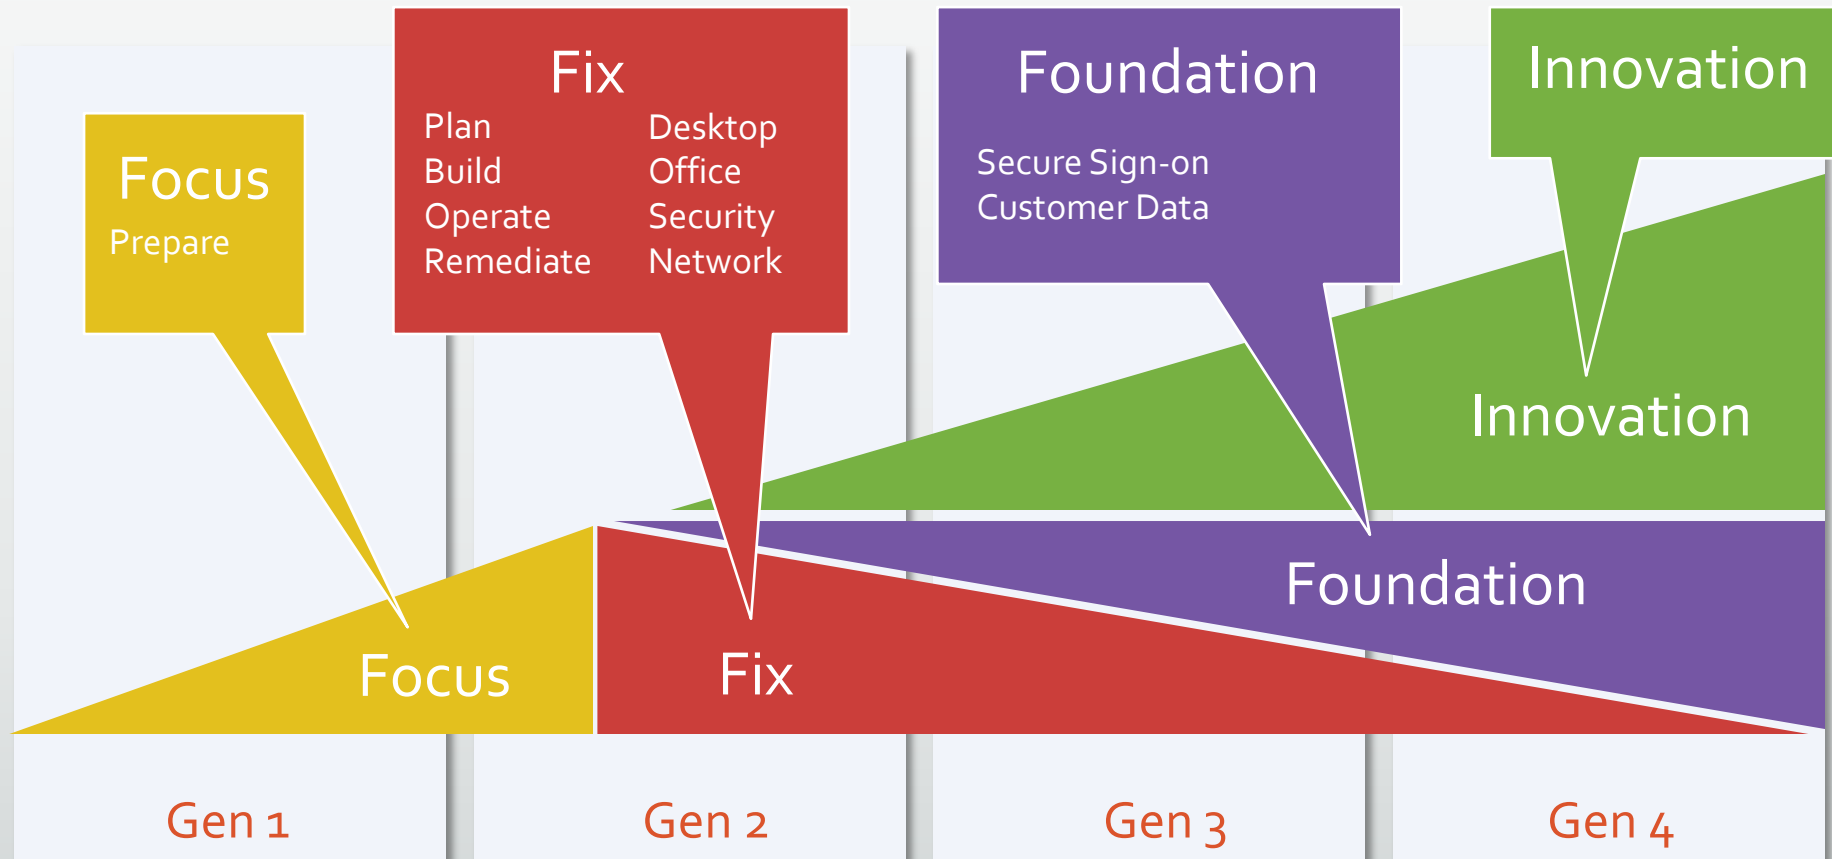 Focus
Prepare
Fix
Plan
Build
Operate
Remediate
Desktop
Office
Security
Network
Foundation
Secure Sign-on
Customer Data
Innovation
Innovation
Foundation
Focus
Fix
Gen 1
Gen 2
Gen 3
Gen 4